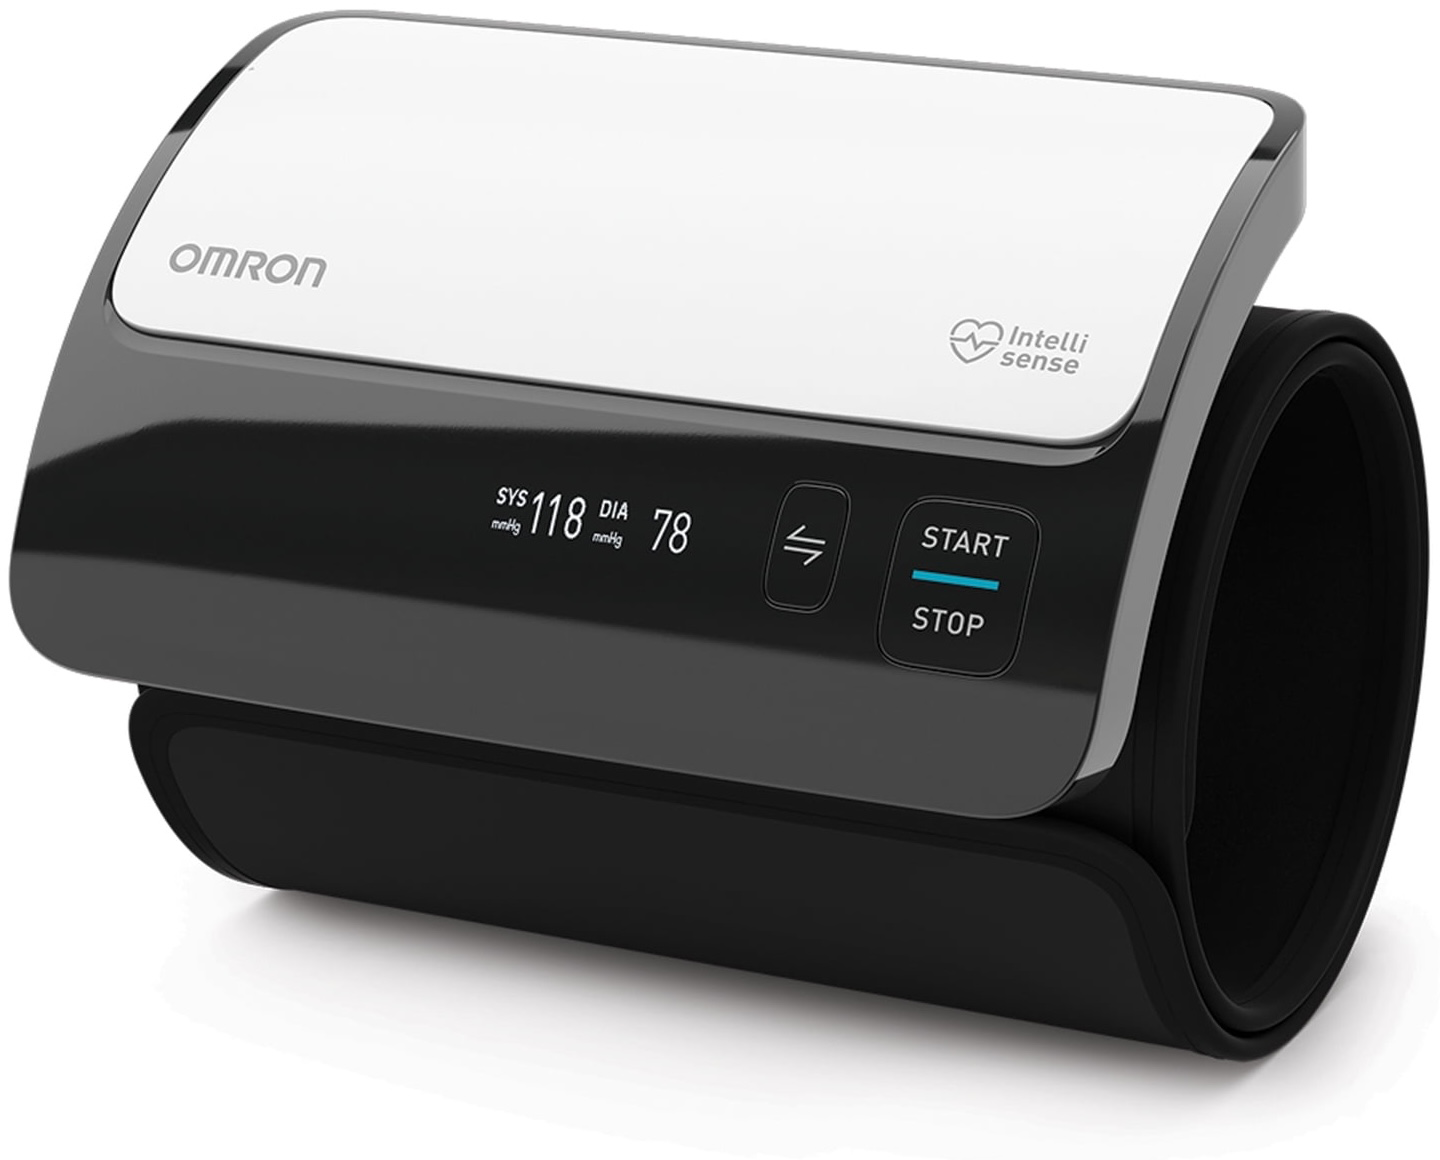 OMRON
Intelli
sense
SYS 118 DIA 78
mmHg mmHg
START
STOP